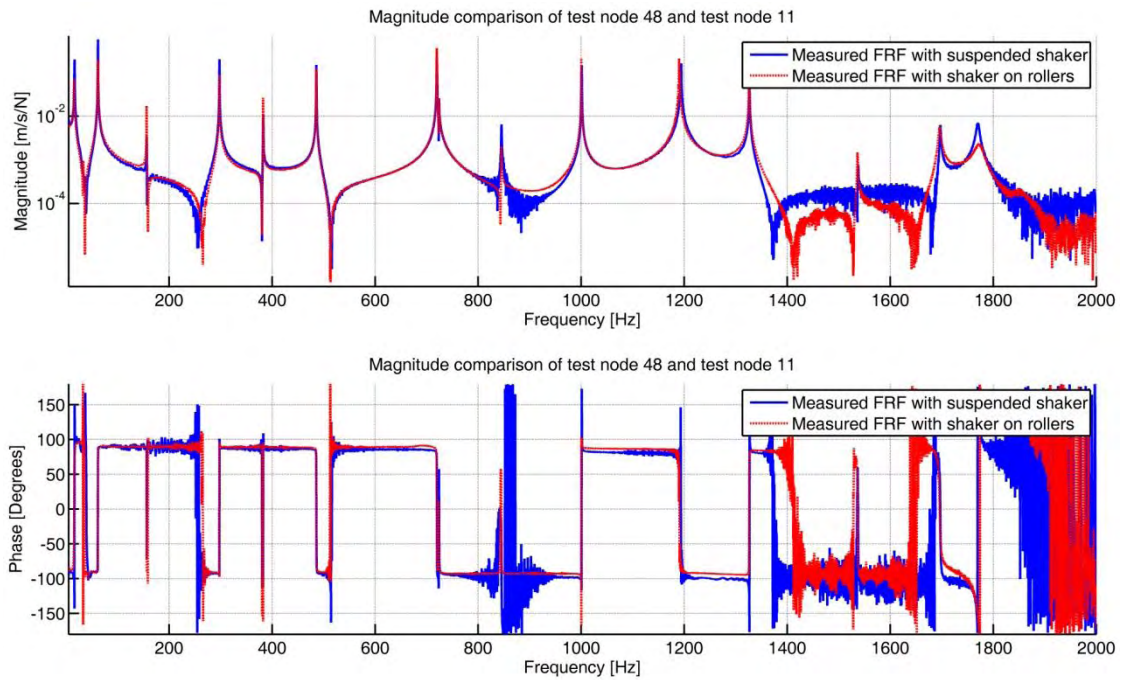 Magnitude comparison of test node 48 and test node 11
Measured FRF with suspended shaker
Measured FRF with shaker on rollers
Magnitude [m/s/N]
10^-2
10^-4
200 400 600 800 1000 1200 1400 1600 1800 2000
Frequency [Hz]
Magnitude comparison of test node 48 and test node 11
Measured FRF with suspended shaker
Measured FRF with shaker on rollers
Phase [Degrees]
150
100
50
0
-50
-100
-150
200 400 600 800 1000 1200 1400 1600 1800 2000
Frequency [Hz]